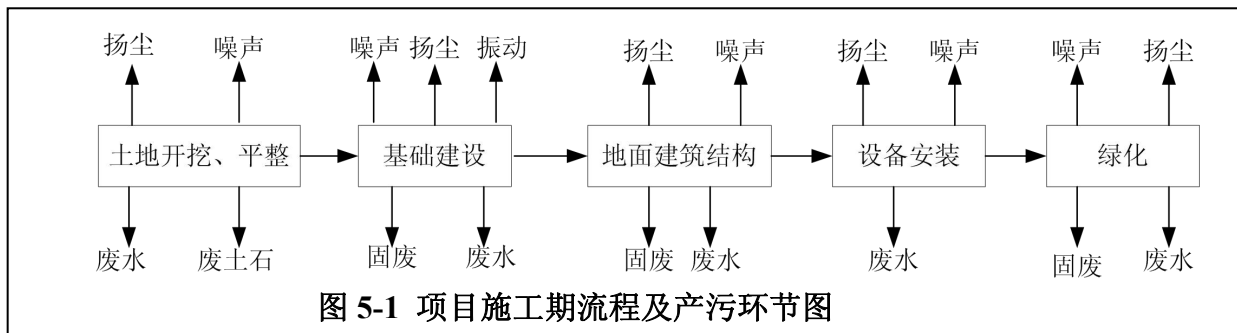 扬尘 噪声 噪声 扬尘 振动 扬尘 噪声 扬尘 噪声 噪声 扬尘
土地开挖、平整 基础建设 地面建筑结构 设备安装 绿化
废水 废土石 固废 废水 固废 废水 废水 固废 废水
图 5-1 项目施工期流程及产污环节图